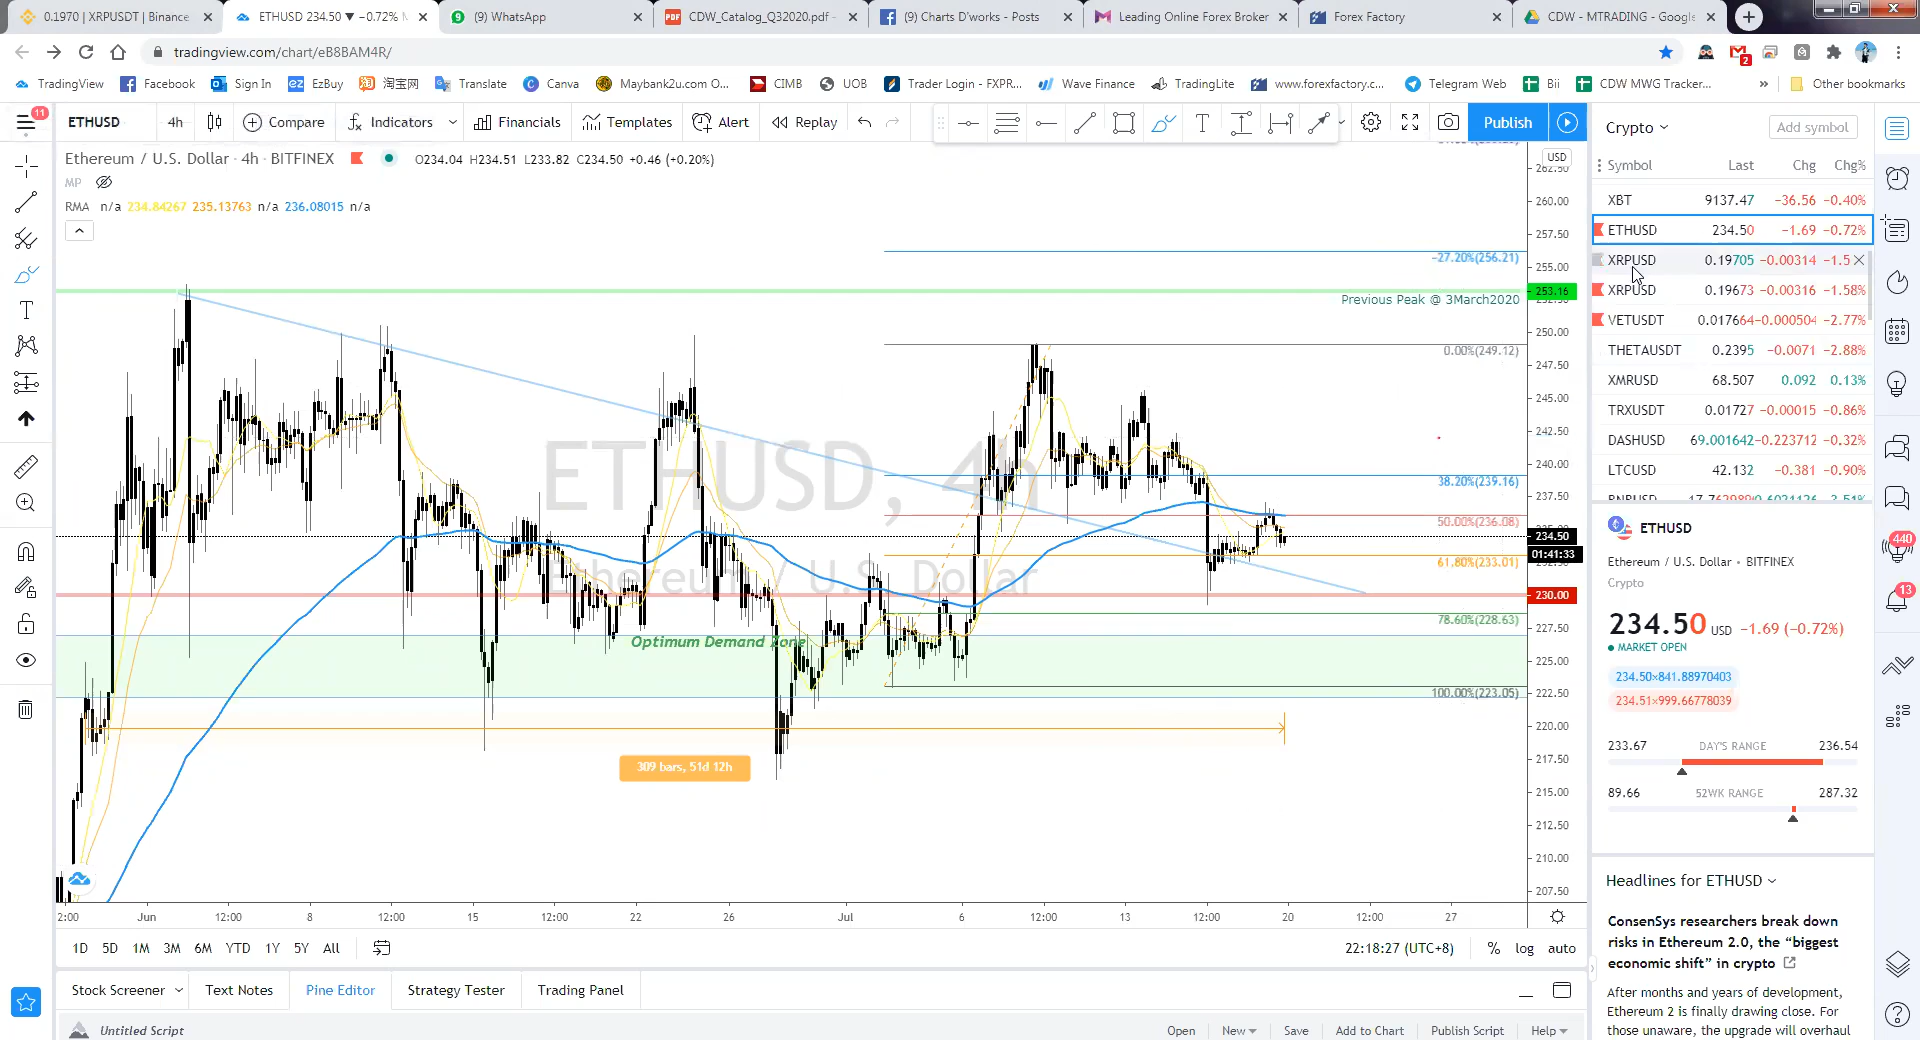 0.1970 | XRPUSDT | Binance
ETHUSD 234.50 ▼ −0.72%
(9) WhatsApp
CDW_Catalog_Q32020.pdf -
(9) Charts D'works - Posts
Leading Online Forex Broker
Forex Factory
CDW - MTRADING - Google
tradingview.com/chart/eB8BAM4R/
2
TradingView
Facebook
Sign In
EzBuy
淘宝网
Translate
Canva
Maybank2u.com O...
CIMB
UOB
Trader Login - FXPR...
Wave Finance
TradingLite
www.forexfactory.c...
Telegram Web
Bii
CDW MWG Tracker...
»
Other bookmarks
11
ETHUSD
4h
Compare
Indicators
Financials
Templates
Alert
Replay
Publish
Crypto
Add symbol
Ethereum / U.S. Dollar · 4h · BITFINEX
O234.04 H234.51 L233.82 C234.50 +0.46 (+0.20%)
MP
RMA n/a 234.84267 235.13763 n/a 236.08015 n/a
Symbol Last Chg Chg%
XBT 9137.47 −36.56 −0.40%
ETHUSD 234.50 −1.69 −0.72%
XRPUSD 0.19705 −0.00314 −1.5
XRPUSD 0.19673 −0.00316 −1.58%
VETUSDT 0.017664 −0.000504 −2.77%
THETAUSDT 0.2395 −0.0071 −2.88%
XMRUSD 68.507 0.092 0.13%
TRXUSDT 0.01727 −0.00015 −0.86%
DASHUSD 69.001642 −0.223712 −0.32%
LTCUSD 42.132 −0.381 −0.90%
USD
262.50
260.00
257.50
255.00
253.16
250.00
247.50
245.00
242.50
240.00
237.50
234.50
01:41:33
230.00
227.50
225.00
222.50
220.00
217.50
215.00
212.50
210.00
207.50
−27.20%(256.21)
Previous Peak @ 3March2020
0.00%(249.12)
38.20%(239.16)
50.00%(236.08)
61.80%(233.01)
78.60%(228.63)
100.00%(223.05)
ETHUSD, 4h
Ethereum / U.S. Dollar
Optimum Demand Zone
309 bars, 51d 12h
2:00 Jun 12:00 8 12:00 15 12:00 22 26 Jul 6 12:00 13 12:00 20 12:00 27
1D 5D 1M 3M 6M YTD 1Y 5Y All
22:18:27 (UTC+8) % log auto
Stock Screener
Text Notes
Pine Editor
Strategy Tester
Trading Panel
Untitled Script
Open New Save Add to Chart Publish Script Help
ETHUSD
Ethereum / U.S. Dollar • BITFINEX
Crypto
234.50 USD −1.69 (−0.72%)
MARKET OPEN
234.50×841.88970403
234.51×999.66778039
233.67 DAY'S RANGE 236.54
89.66 52WK RANGE 287.32
Headlines for ETHUSD
ConsenSys researchers break down
risks in Ethereum 2.0, the “biggest
economic shift” in crypto
After months and years of development,
Ethereum 2 is finally drawing close. For
those unaware, the upgrade will overhaul
440
13